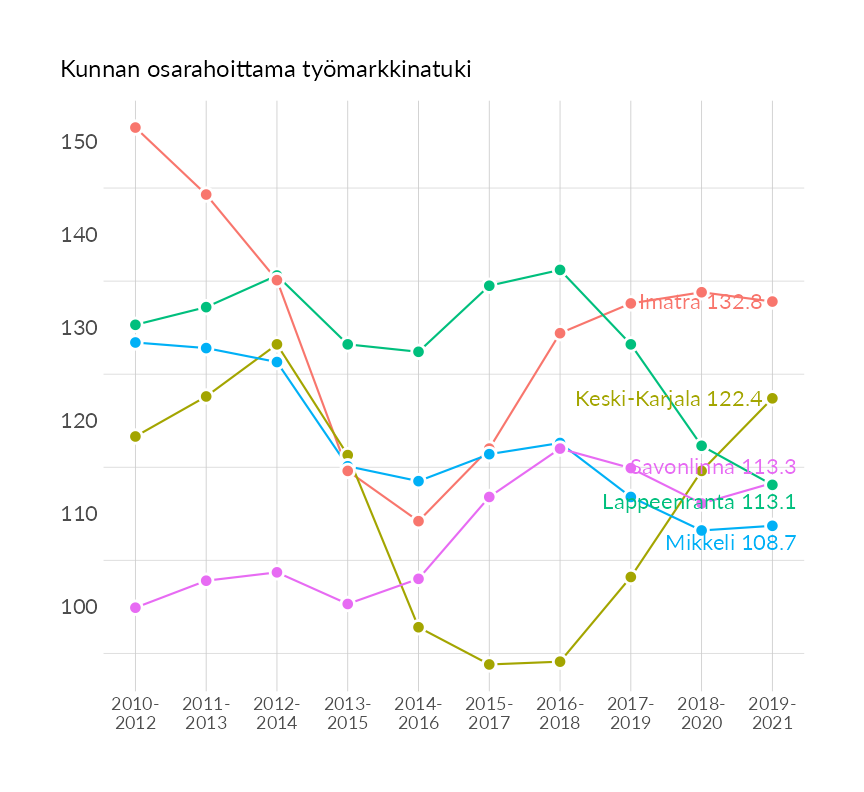 Kunnan osarahoittama työmarkkinatuki
150
140
130
120
110
100
Imatra 132.8
Keski-Karjala 122.4
Savonlinna 113.3
Lappeenranta 113.1
Mikkeli 108.7
2010- 2011- 2012- 2013- 2014- 2015- 2016- 2017- 2018- 2019-
2012 2013 2014 2015 2016 2017 2018 2019 2020 2021